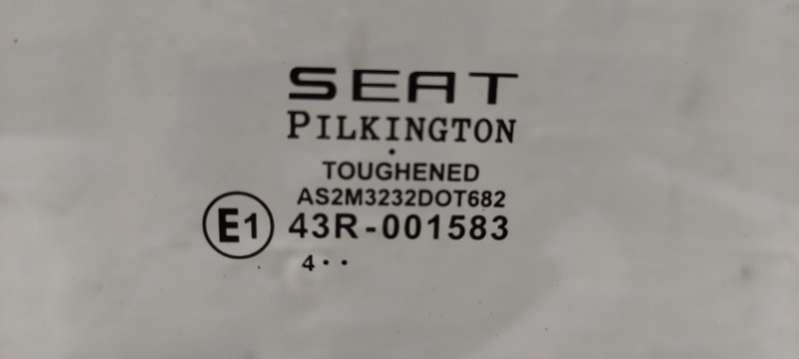 SEAT
PILKINGTON
TOUGHENED
AS2M3232DOT682
E1 43R-001583
4··